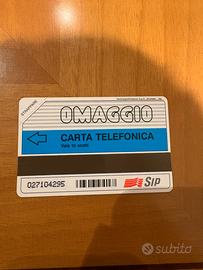 OMAGGIO
CARTA TELEFONICA
Vale 10 scatti
027104295
Sip
subito